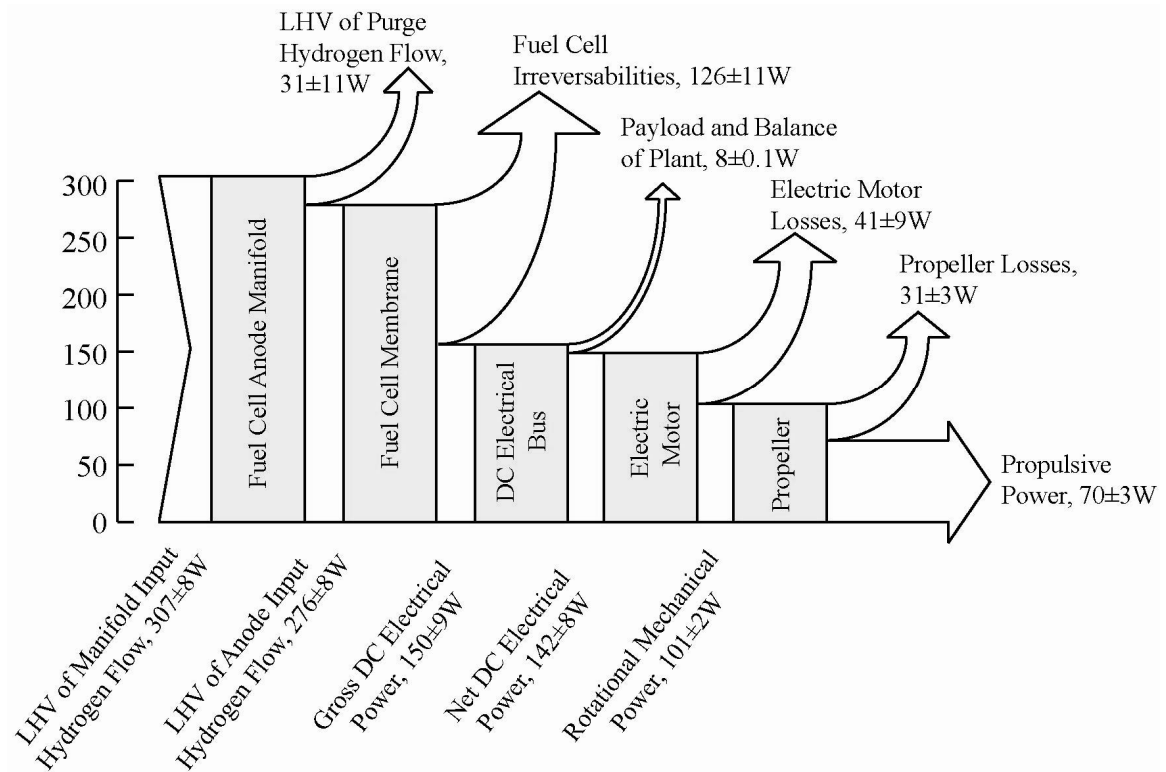 LHV of Purge
Hydrogen Flow,
31±11W
Fuel Cell
Irreversabilities, 126±11W
Payload and Balance
of Plant, 8±0.1W
Electric Motor
Losses, 41±9W
Propeller Losses,
31±3W
300
250
200
150
100
50
0
Fuel Cell Anode Manifold
Fuel Cell Membrane
DC Electrical
Bus
Electric
Motor
Propeller
Propulsive
Power, 70±3W
LHV of Manifold Input
Hydrogen Flow, 307±8W
LHV of Anode Input
Hydrogen Flow, 276±8W
Gross DC Electrical
Power, 150±9W
Net DC Electrical
Power, 142±8W
Rotational Mechanical
Power, 101±2W